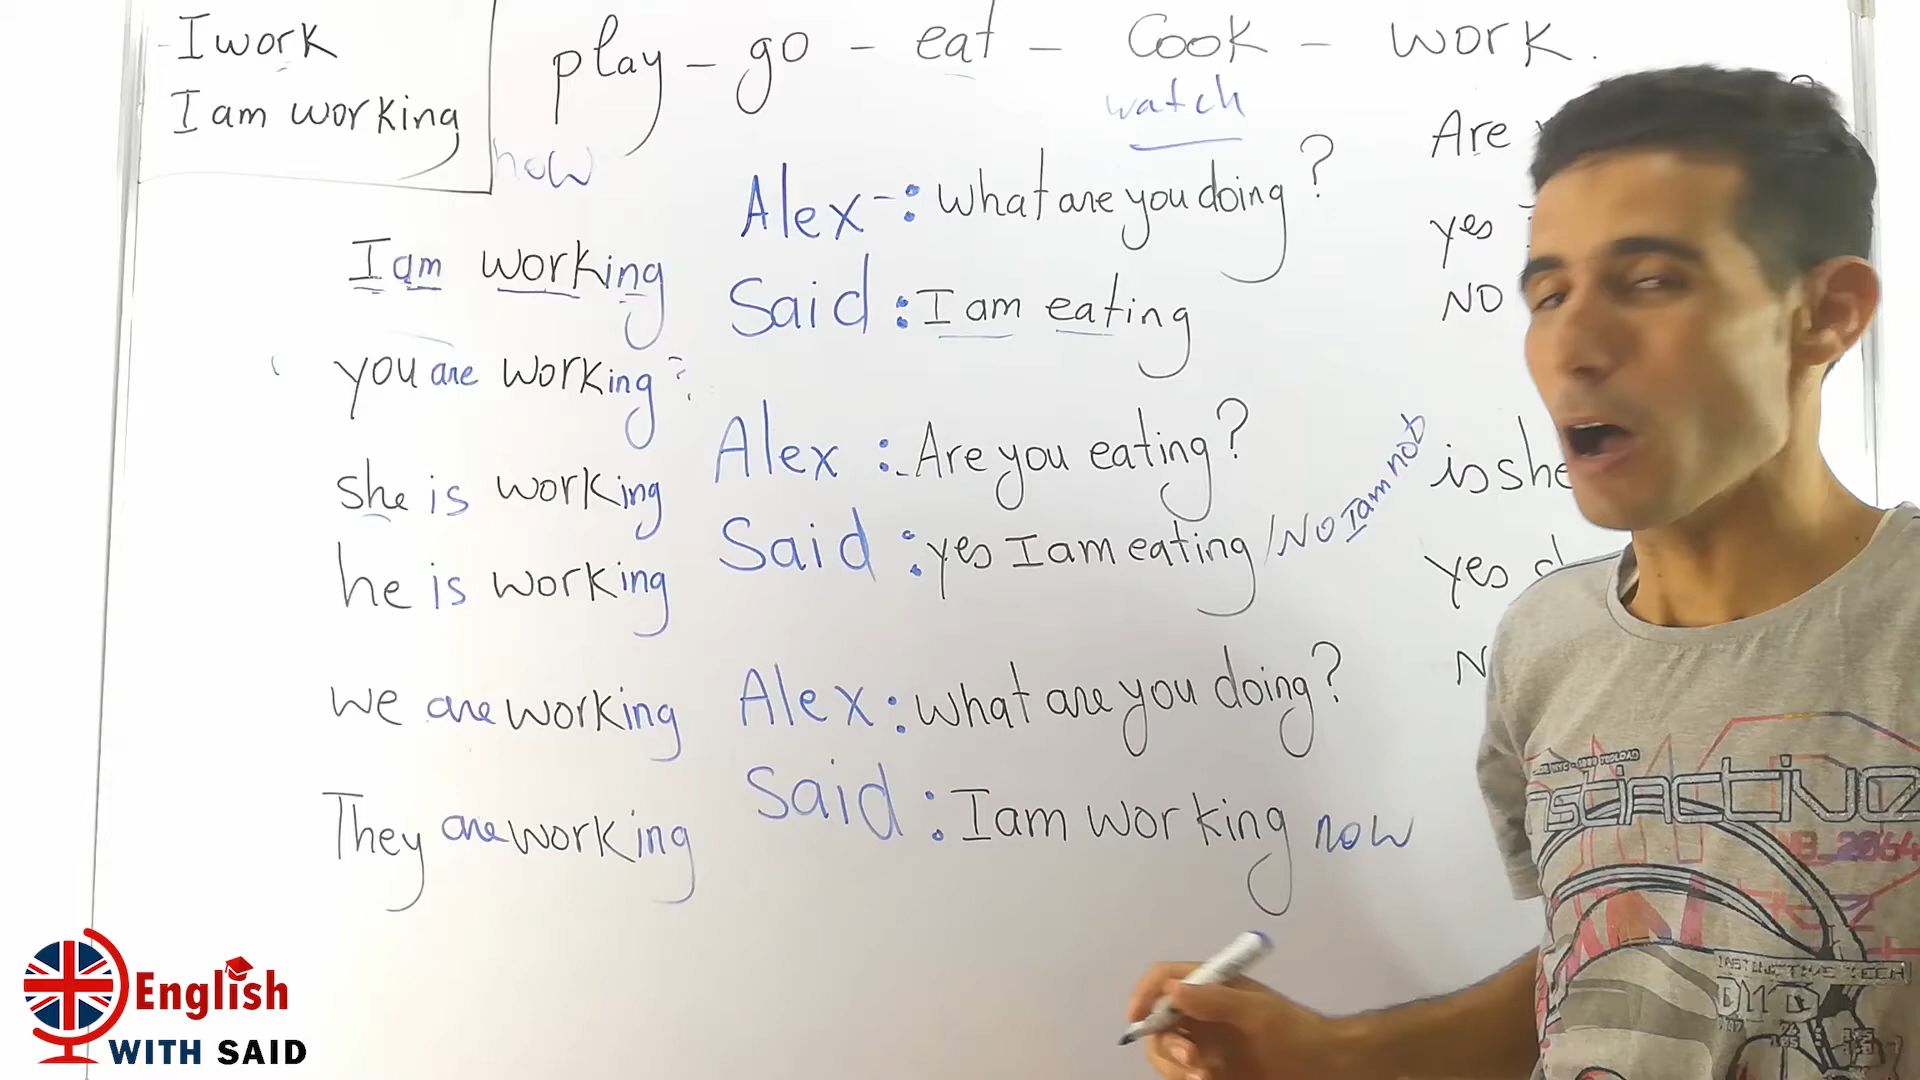 I work
I am working
play - go - eat - Cook - work.
watch
now
I am working
you are working?
she is working
he is working
we are working
They are working
Alex -: What are you doing?
Said : I am eating
Alex : Are you eating?
Said : yes I am eating / NO I am not
Alex : What are you doing?
Said : I am working now
Are
yes
NO
is she
yes
English
WITH SAID
instinctive